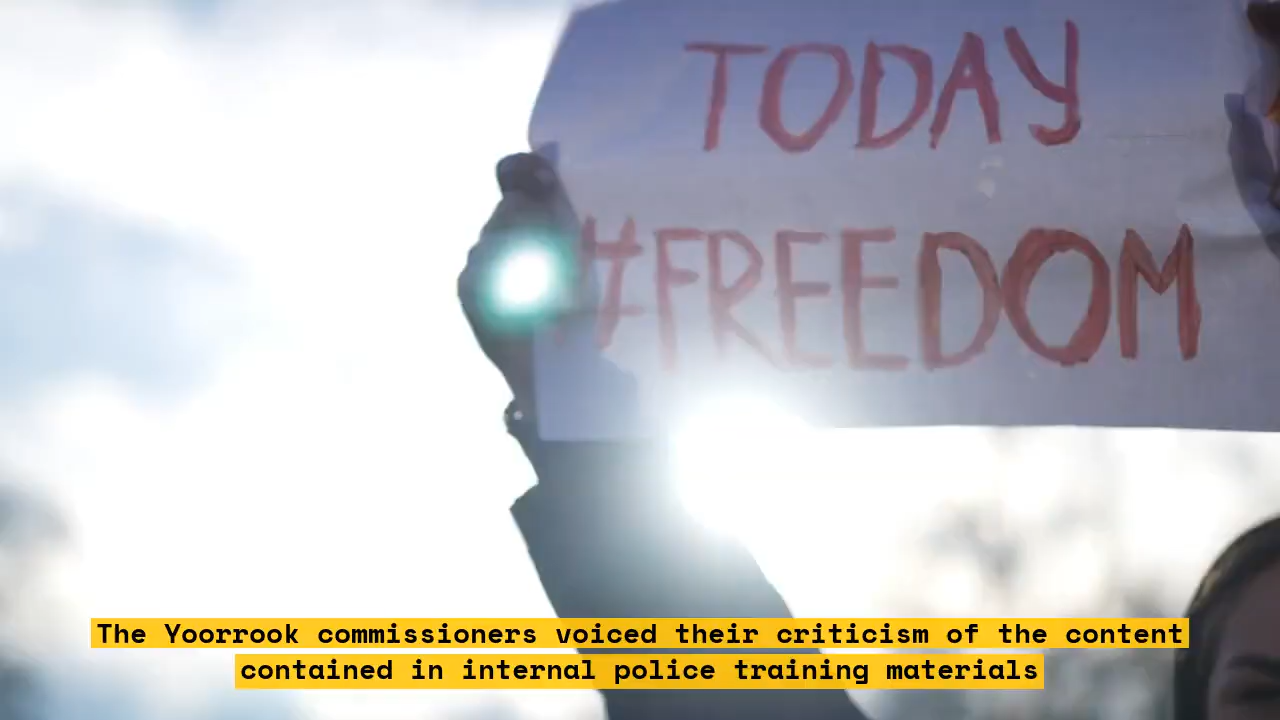 TODAY
#FREEDOM
The Yoorrook commissioners voiced their criticism of the content
contained in internal police training materials